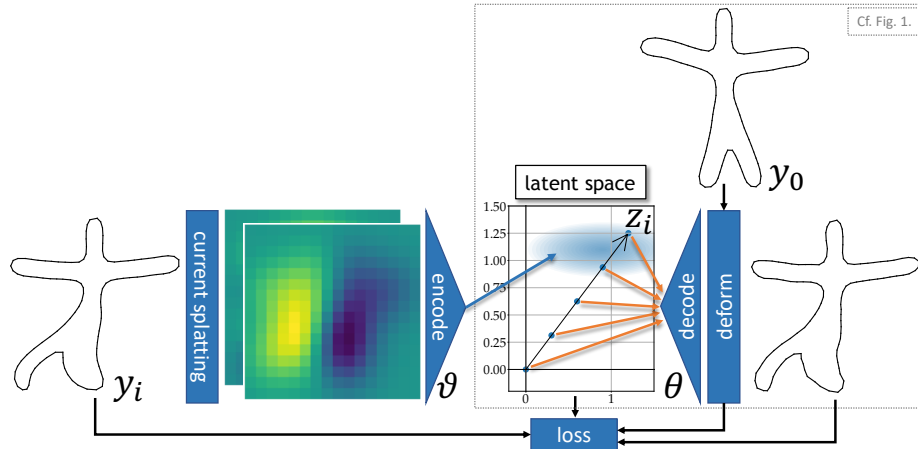 Cf. Fig. 1.
y₀
latent space
1.50
1.25
1.00
0.75
0.50
0.25
0.00
0
1
zᵢ
current splatting
encode
decode
deform
yᵢ
ϑ
θ
loss